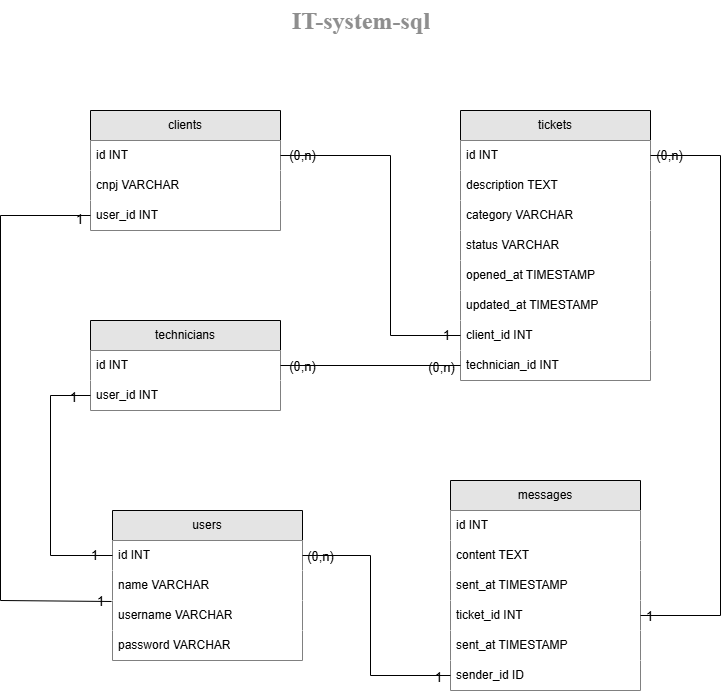 IT-system-sql
clients
id INT
(0,n)
cnpj VARCHAR
user_id INT
1
tickets
id INT
(0,n)
description TEXT
category VARCHAR
status VARCHAR
opened_at TIMESTAMP
updated_at TIMESTAMP
1
client_id INT
(0,n)
technician_id INT
technicians
id INT
(0,n)
user_id INT
1
users
1
id INT
(0,n)
name VARCHAR
1
username VARCHAR
password VARCHAR
messages
id INT
content TEXT
sent_at TIMESTAMP
ticket_id INT
1
sent_at TIMESTAMP
1
sender_id ID